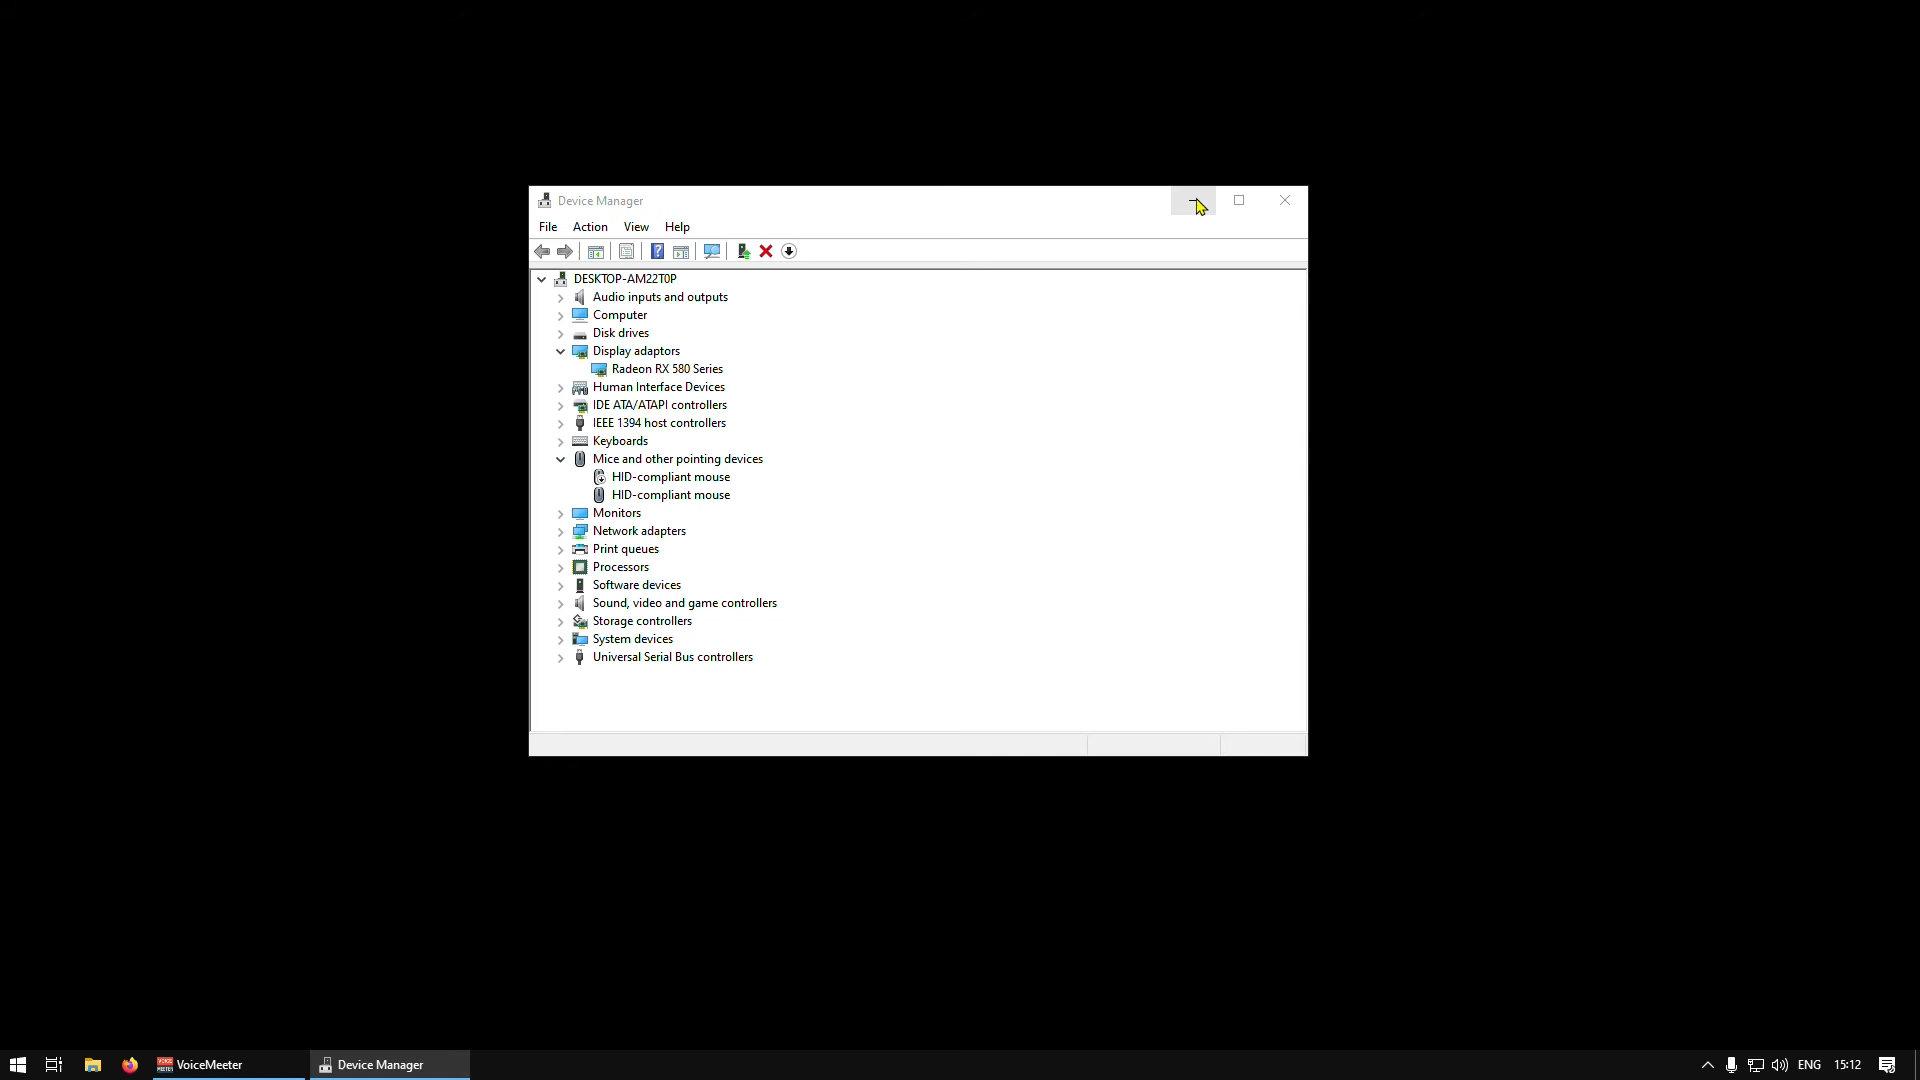 Device Manager
File Action View Help
DESKTOP-AM22T0P
Audio inputs and outputs
Computer
Disk drives
Display adaptors
Radeon RX 580 Series
Human Interface Devices
IDE ATA/ATAPI controllers
IEEE 1394 host controllers
Keyboards
Mice and other pointing devices
HID-compliant mouse
HID-compliant mouse
Monitors
Network adapters
Print queues
Processors
Software devices
Sound, video and game controllers
Storage controllers
System devices
Universal Serial Bus controllers
VoiceMeeter Device Manager ENG 15:12